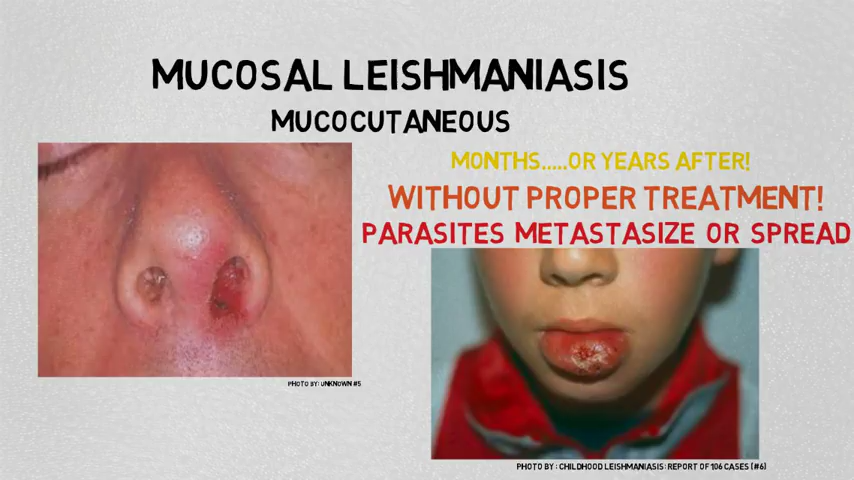 MUCOSAL LEISHMANIASIS
MUCOCUTANEOUS
MONTHS.....OR YEARS AFTER!
WITHOUT PROPER TREATMENT!
PARASITES METASTASIZE OR SPREAD
PHOTO BY: UNKNOWN #5
PHOTO BY : CHILDHOOD LEISHMANIASIS: REPORT OF 106 CASES (#6)